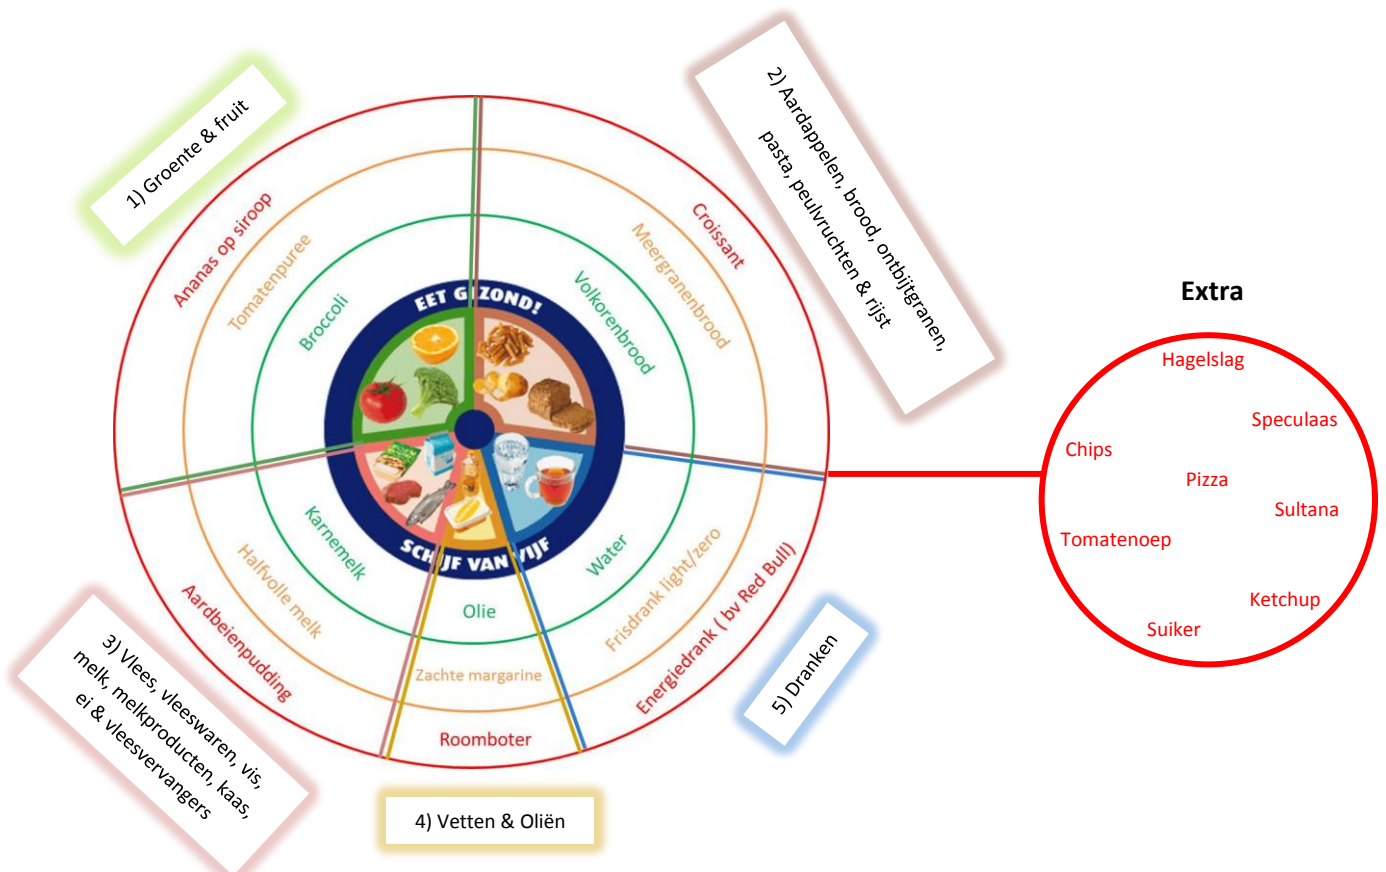 1) Groente & fruit
2) Aardappelen, brood, ontbijtgranen,
pasta, peulvruchten & rijst
Ananas op siroop
Tomatenpuree
Broccoli
Croissant
Meergranenbrood
Volkorenbrood
EET GEZOND!
SCHIJF VAN VIJF
Karnemelk
Halfvolle melk
Aardbeienpudding
Olie
Zachte margarine
Roomboter
Water
Frisdrank light/zero
Energiedrank ( bv Red Bull)
3) Vlees, vleeswaren, vis,
melk, melkproducten, kaas,
ei & vleesvervangers
4) Vetten & Oliën
5) Dranken
Extra
Hagelslag
Speculaas
Chips
Pizza
Sultana
Tomatenoep
Ketchup
Suiker